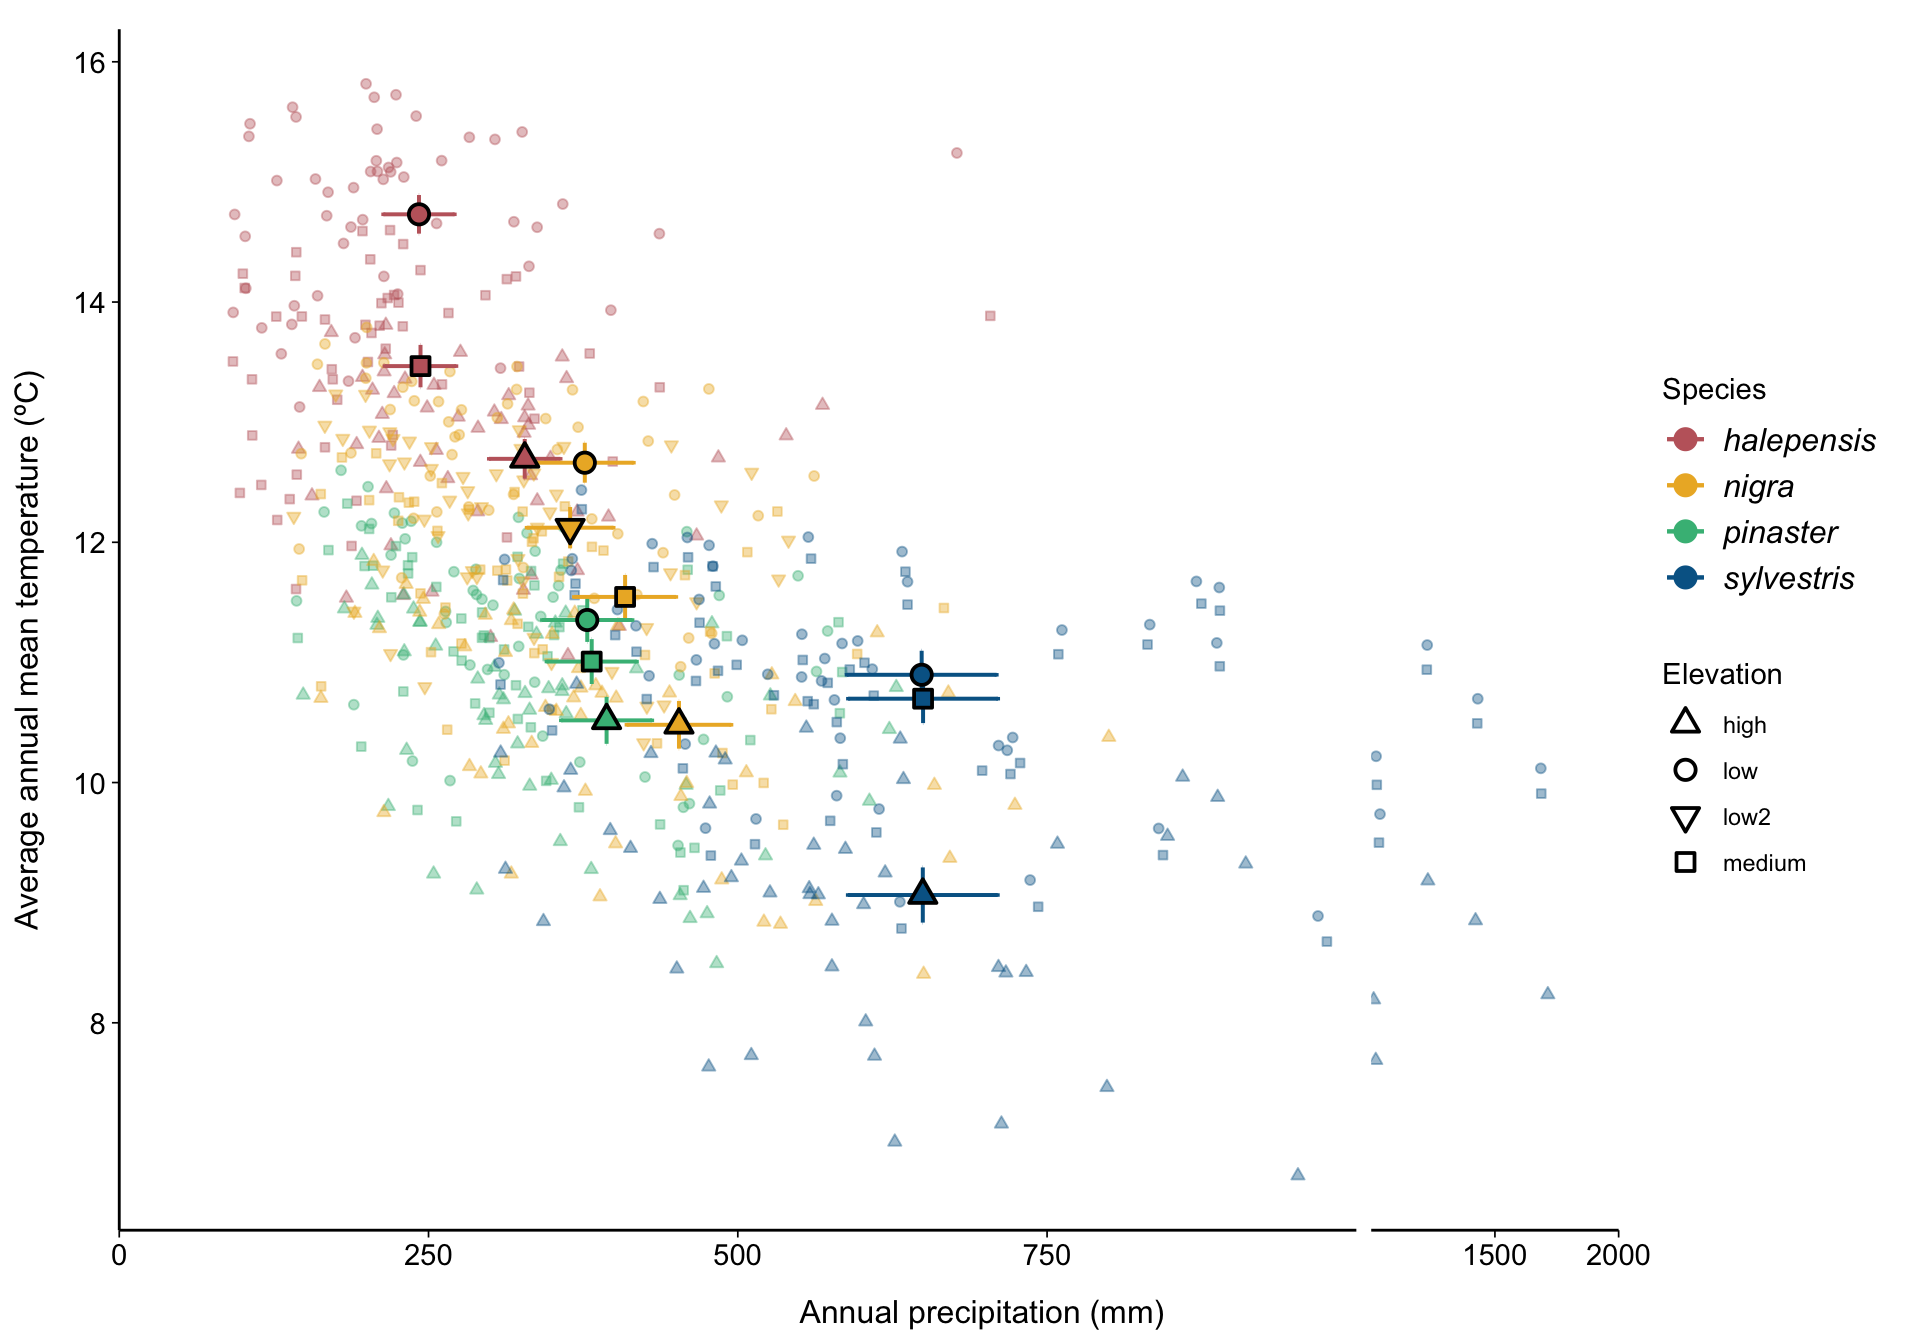 16
14
12
10
8
Average annual mean temperature (ºC)
0
250
500
750
1500
2000
Annual precipitation (mm)
Species
halepensis
nigra
pinaster
sylvestris
Elevation
high
low
low2
medium